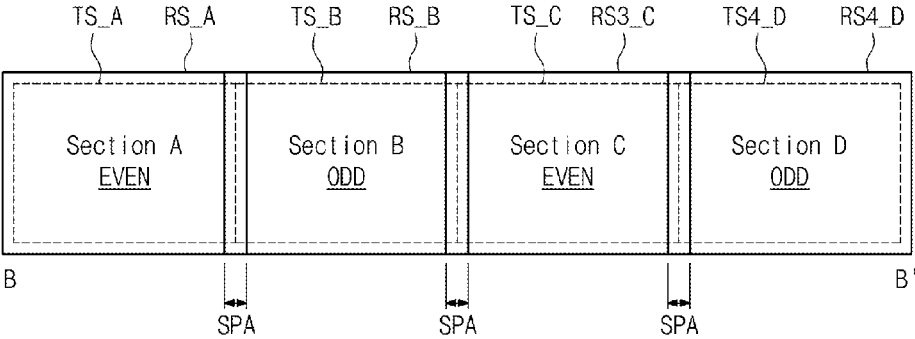 TS_A RS_A TS_B RS_B TS_C RS3_C TS4_D RS4_D
Section A Section B Section C Section D
EVEN ODD EVEN ODD
B B'
SPA SPA SPA